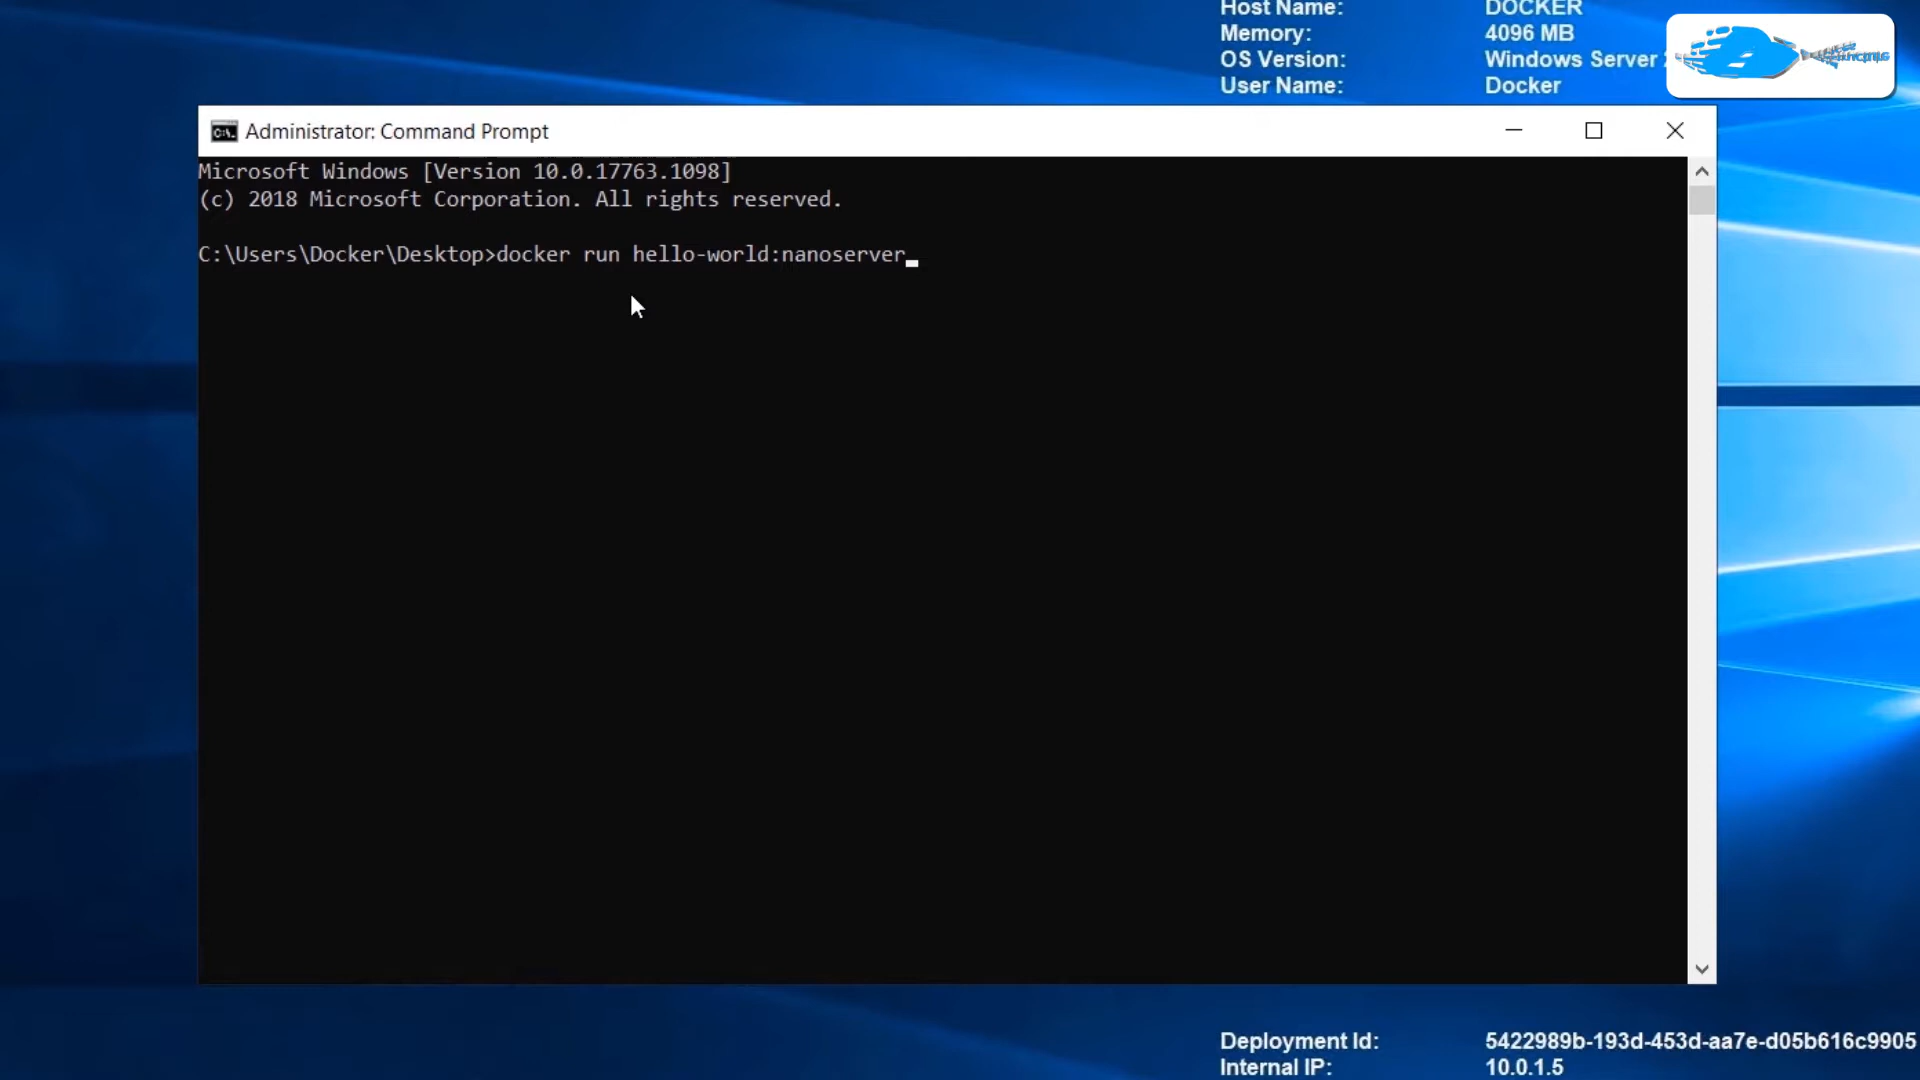 Host Name: DOCKER
Memory: 4096 MB
OS Version: Windows Server
User Name: Docker
Administrator: Command Prompt
Microsoft Windows [Version 10.0.17763.1098]
(c) 2018 Microsoft Corporation. All rights reserved.
C:\Users\Docker\Desktop>docker run hello-world:nanoserver
Deployment Id: 5422989b-193d-453d-aa7e-d05b616c9905
Internal IP: 10.0.1.5